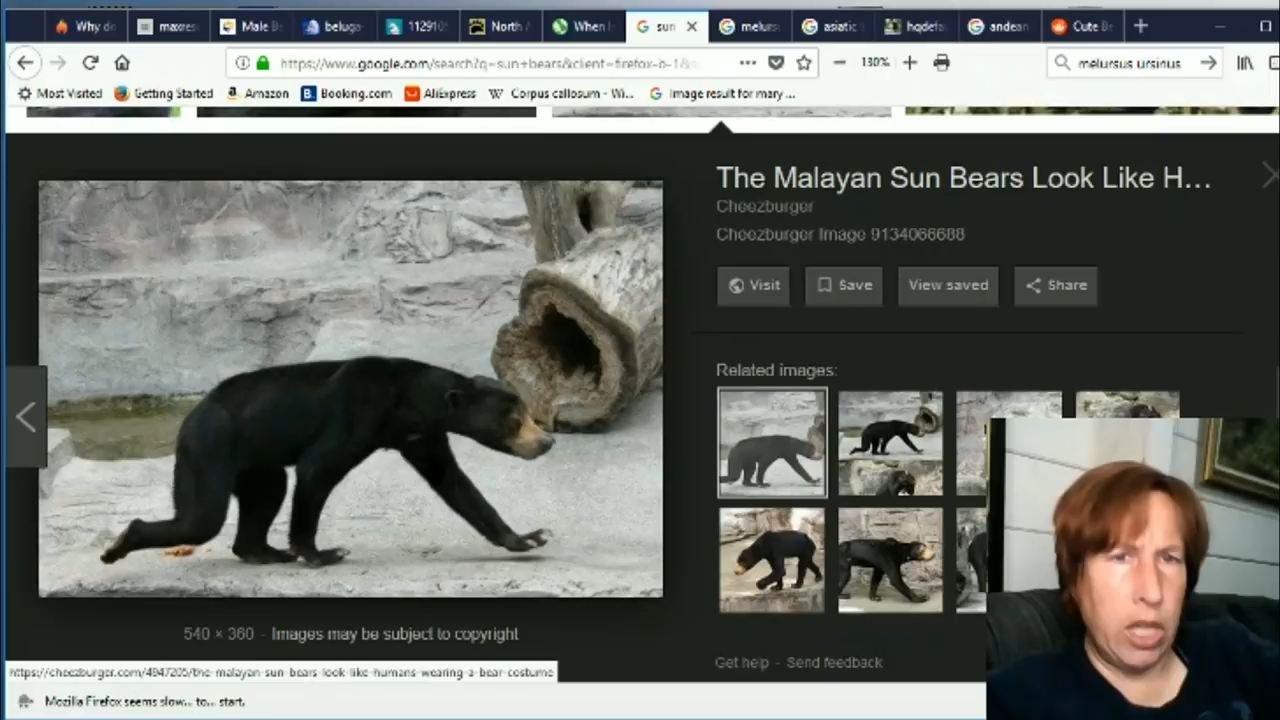 Why do
maxres
Male B
beluga
11291
North A
When I
sun
melurs
asiatic
hqdefa
andean
Cute Be
https://www.google.com/search?q=sun+bears&client=firefox-b-1&s
130%
melursus ursinus
Most Visited
Getting Started
Amazon
Booking.com
AliExpress
Corpus callosum - Wi...
Image result for mary ...
The Malayan Sun Bears Look Like H...
Cheezburger
Cheezburger Image 9134066688
Visit
Save
View saved
Share
Related images:
540 × 360 - Images may be subject to copyright
Get help - Send feedback
https://cheezburger.com/4947205/the-malayan-sun-bears-look-like-humans-wearing-a-bear-costume
Mozilla Firefox seems slow... to... start.